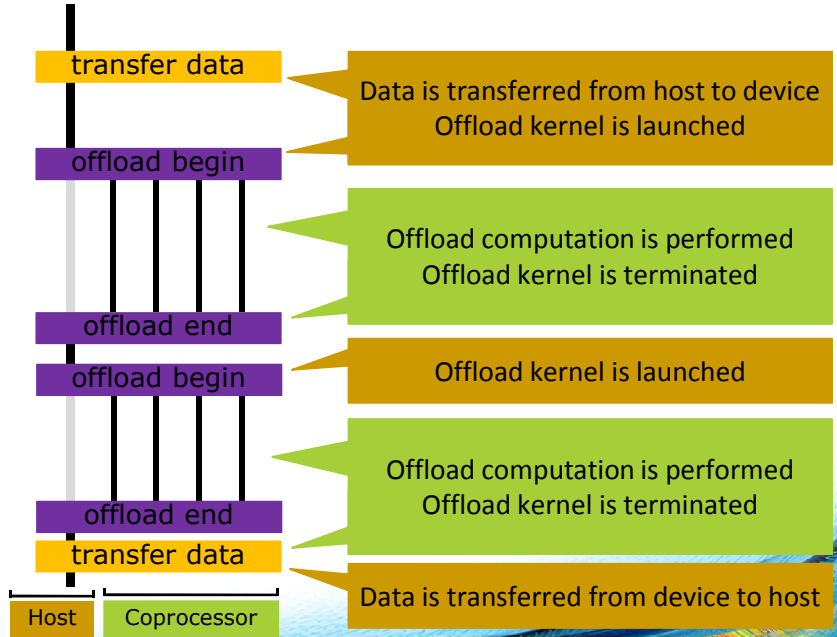 transfer data
Data is transferred from host to device
Offload kernel is launched
offload begin
Offload computation is performed
Offload kernel is terminated
offload end
offload begin
Offload kernel is launched
Offload computation is performed
Offload kernel is terminated
offload end
transfer data
Data is transferred from device to host
Host
Coprocessor